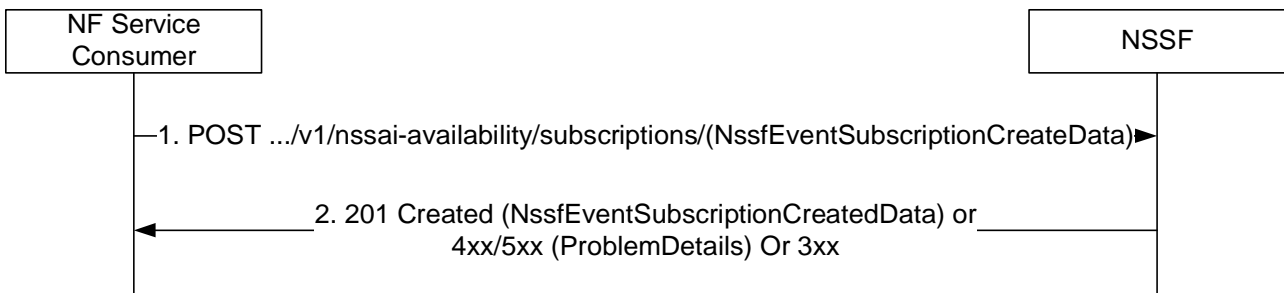 NF Service
Consumer
NSSF
1. POST .../v1/nssai-availability/subscriptions/(NssfEventSubscriptionCreateData)
2. 201 Created (NssfEventSubscriptionCreatedData) or
4xx/5xx (ProblemDetails) Or 3xx